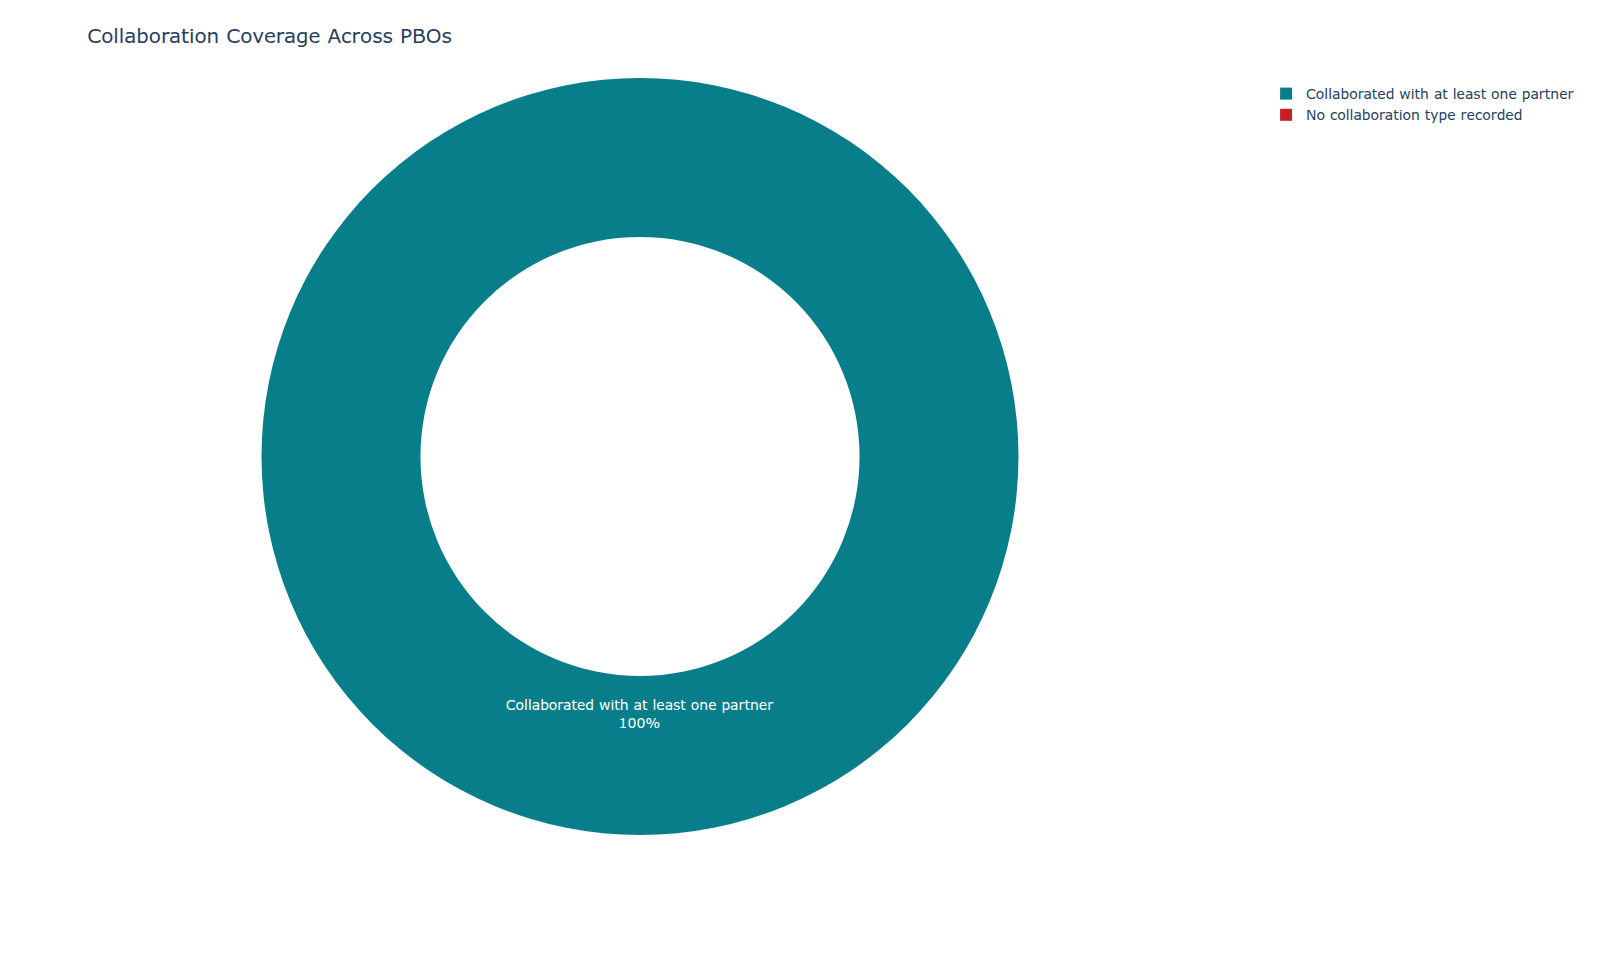 Collaboration Coverage Across PBOs
Collaborated with at least one partner
No collaboration type recorded
Collaborated with at least one partner
100%